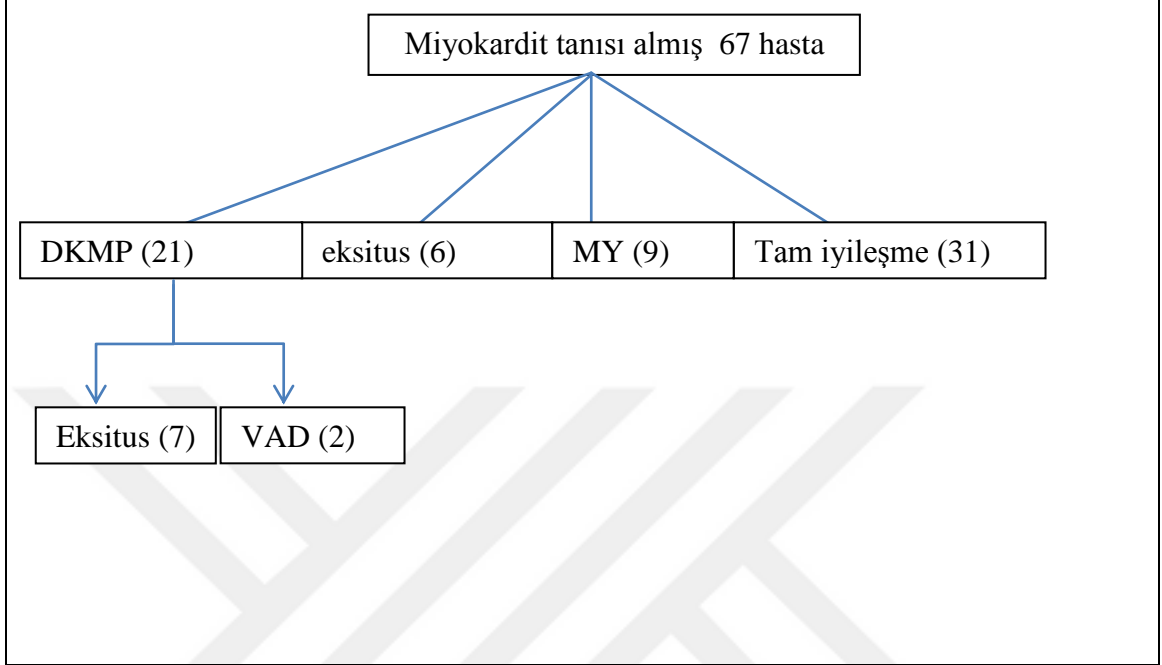 Miyokardit tanısı almış 67 hasta
DKMP (21)
eksitus (6)
MY (9)
Tam iyileşme (31)
Eksitus (7)
VAD (2)